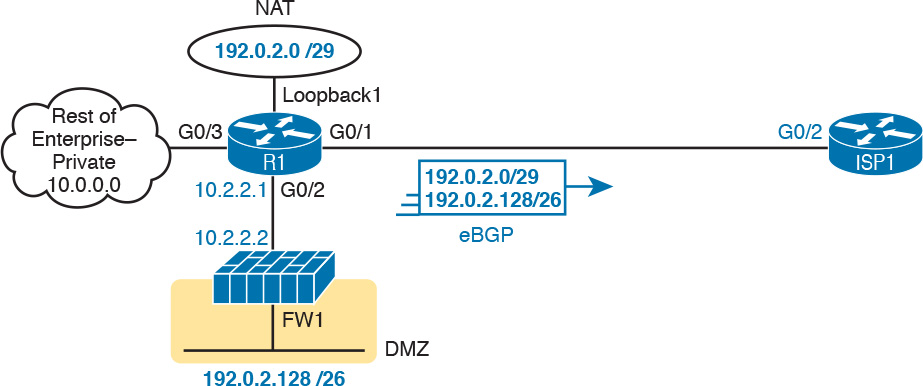 NAT
192.0.2.0 /29
Loopback1
Rest of
Enterprise–
Private
10.0.0.0
G0/3
G0/1
R1
G0/2
ISP1
10.2.2.1
G0/2
192.0.2.0/29
192.0.2.128/26
eBGP
10.2.2.2
FW1
DMZ
192.0.2.128 /26